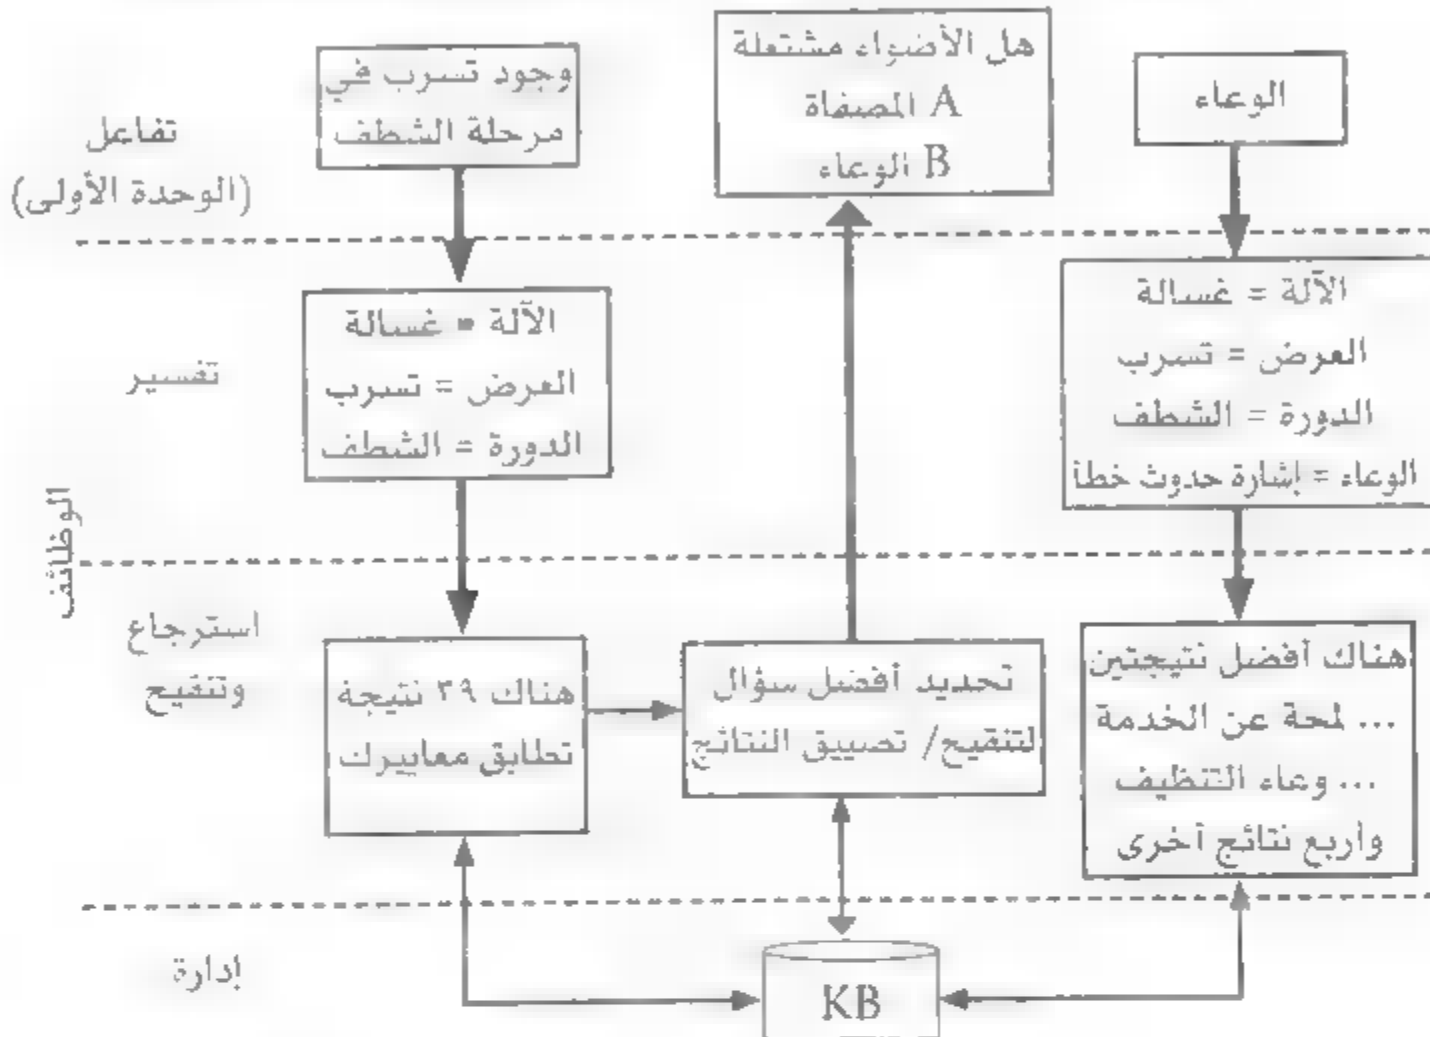 وجود تسرب في
مرحلة الشطف
هل الأضواء مشتعلة
A المصفاة
B الوعاء
الوعاء
تفاعل
(الوحدة الأولى)
الآلة = غسالة
العرض = تسرب
الدورة = الشطف
الآلة = غسالة
العرض = تسرب
الدورة = الشطف
الوعاء = إشارة حدوث خطأ
تفسير
الوظائف
استرجاع
وتنقيح
هناك ٣٩ نتيجة
تطابق معاييرك
تحديد أفضل سؤال
لتنقيح/ تضييق النتائج
هناك أفضل نتيجتين
... لمحة عن الخدمة
... وعاء التنظيف
وأربع نتائج أخرى
إدارة
KB